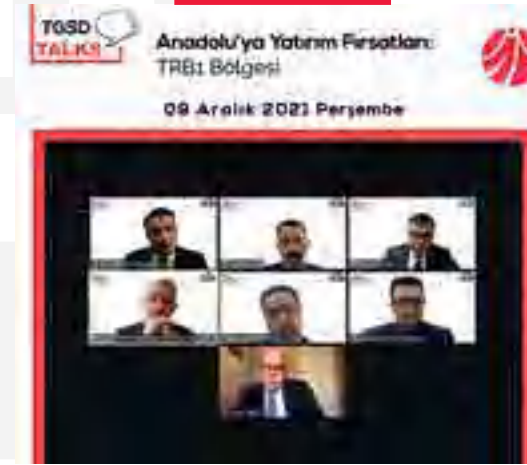 TGSD
TALKS
Anadolu'ya Yatırım Fırsatları:
TRB1 Bölgesi
09 Aralık 2021 Perşembe